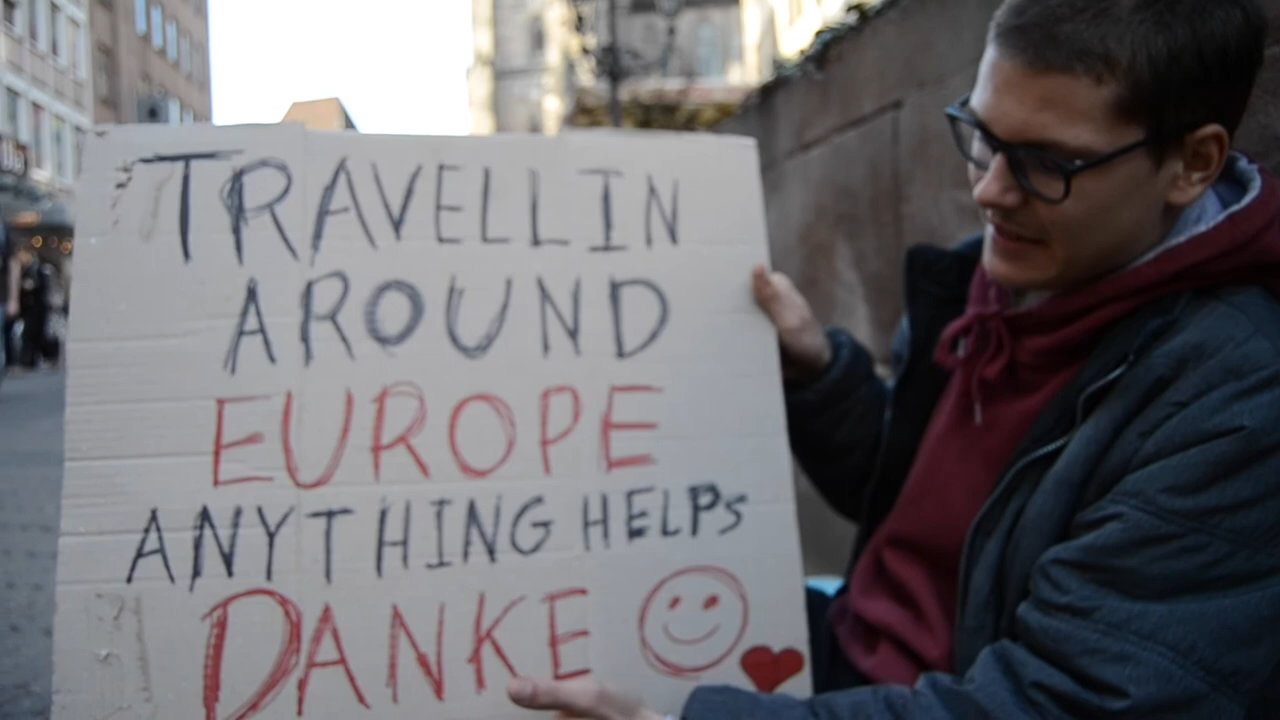 TRAVELLIN
AROUND
EUROPE
ANYTHING HELPS
DANKE